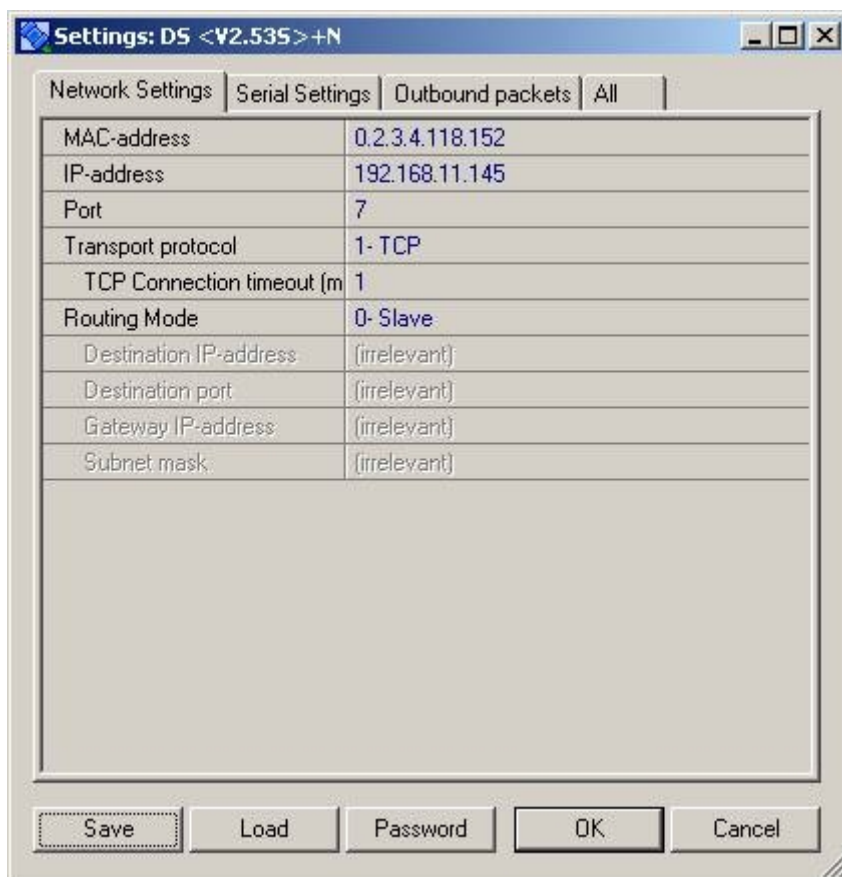 Settings: DS <V2.53S>+N
Network Settings Serial Settings Outbound packets All
MAC-address 0.2.3.4.118.152
IP-address 192.168.11.145
Port 7
Transport protocol 1- TCP
TCP Connection timeout (m 1
Routing Mode 0- Slave
Destination IP-address (irrelevant)
Destination port (irrelevant)
Gateway IP-address (irrelevant)
Subnet mask (irrelevant)
Save Load Password OK Cancel